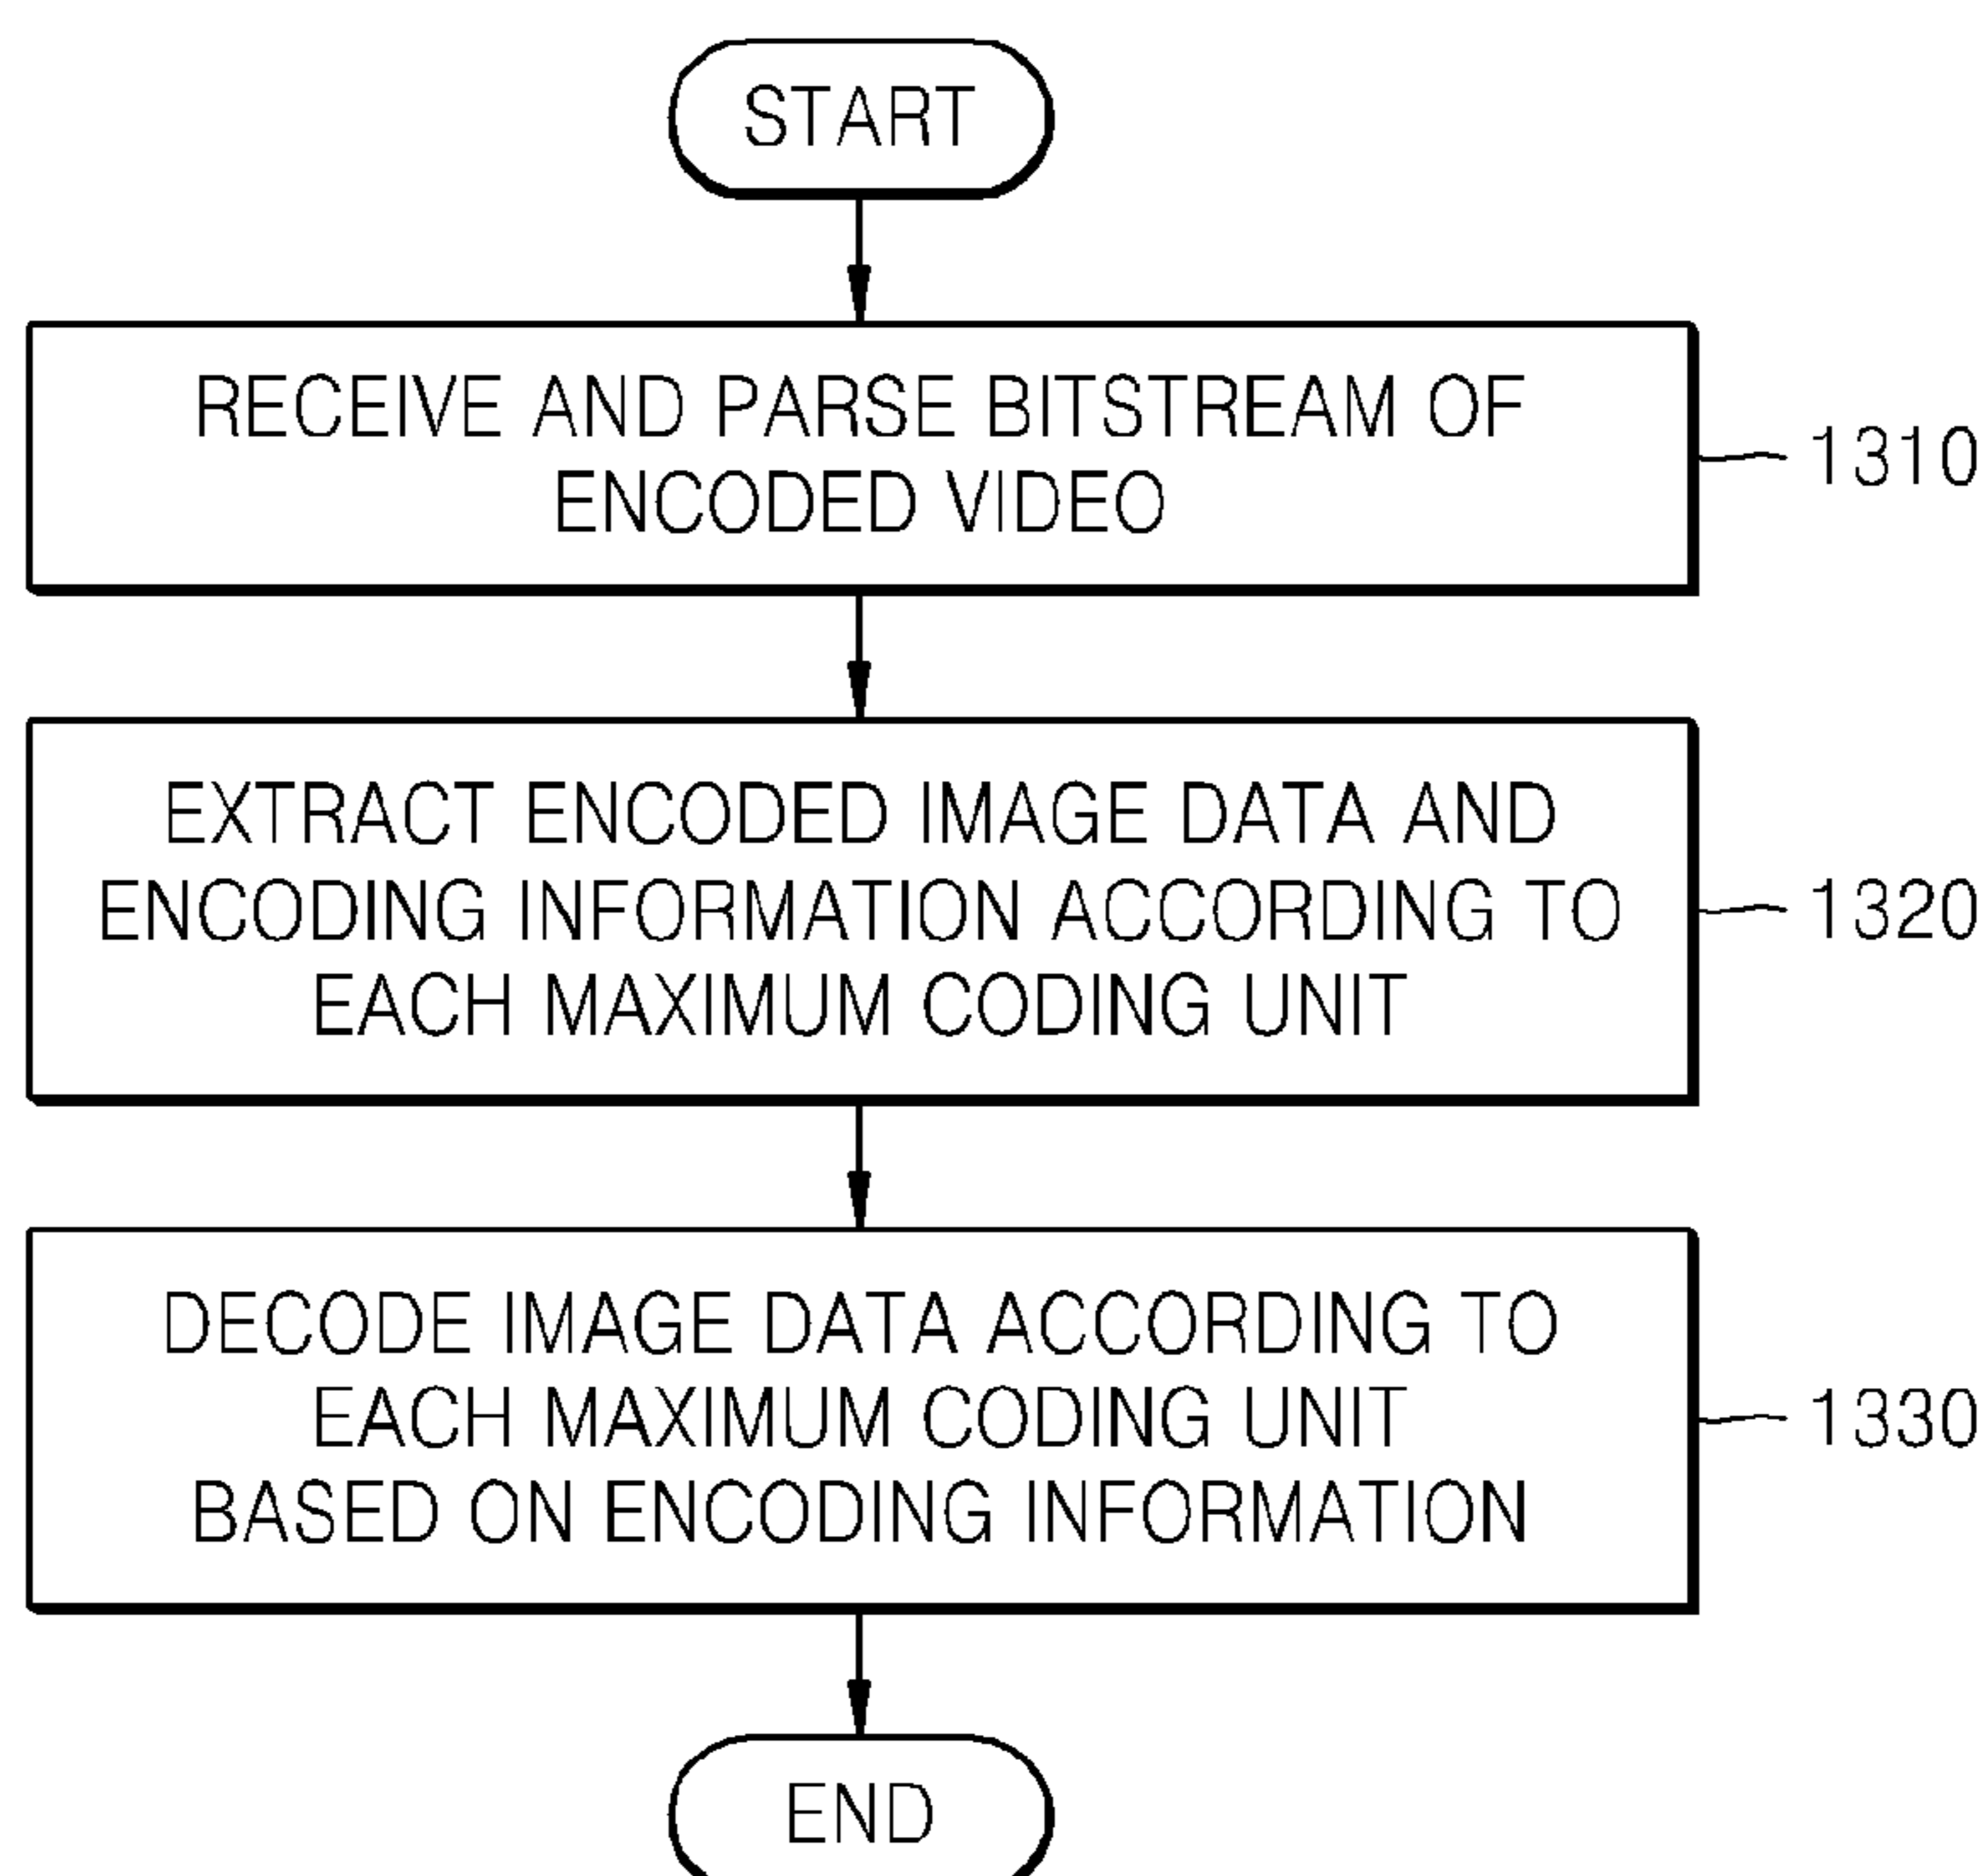 START
RECEIVE AND PARSE BITSTREAM OF
ENCODED VIDEO
1310
EXTRACT ENCODED IMAGE DATA AND
ENCODING INFORMATION ACCORDING TO
EACH MAXIMUM CODING UNIT
1320
DECODE IMAGE DATA ACCORDING TO
EACH MAXIMUM CODING UNIT
BASED ON ENCODING INFORMATION
1330
END